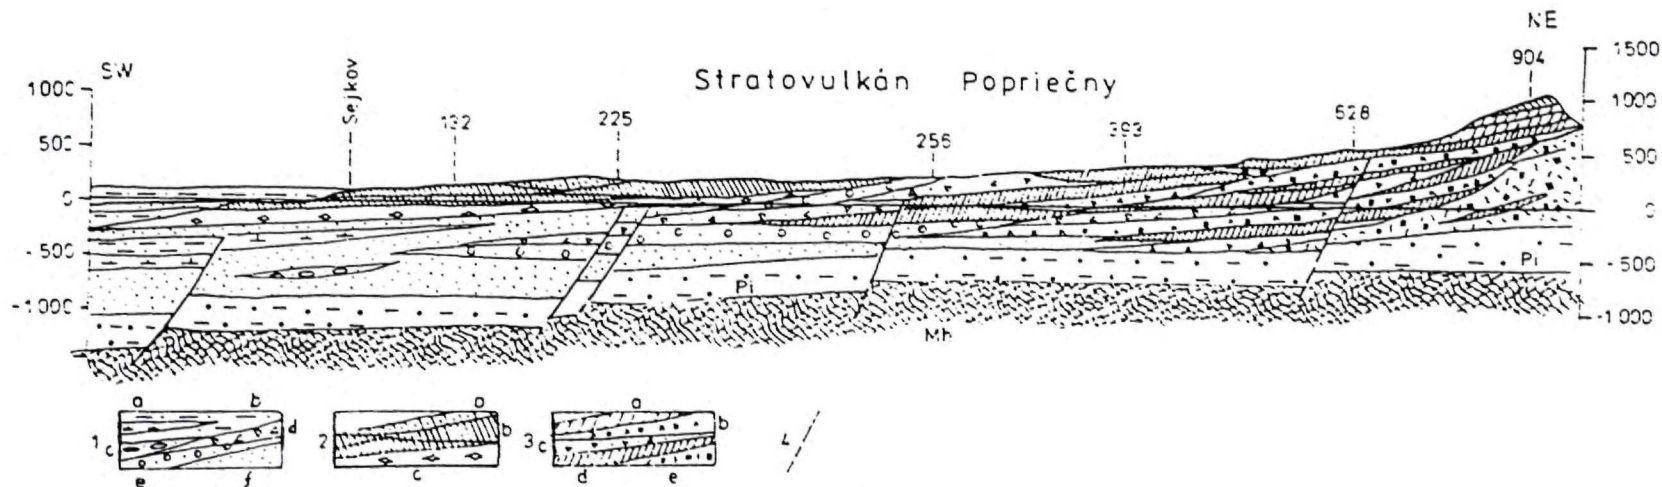 NE
SW
Stratovulkán Popriečny
1000
500
0
-500
-1000
Sejkov
132
225
256
393
528
904
1500
1000
500
0
-500
-1000
Pi
Pi
Mh
1
a
b
c
d
e
f
2
a
b
c
3
a
b
c
d
e
4